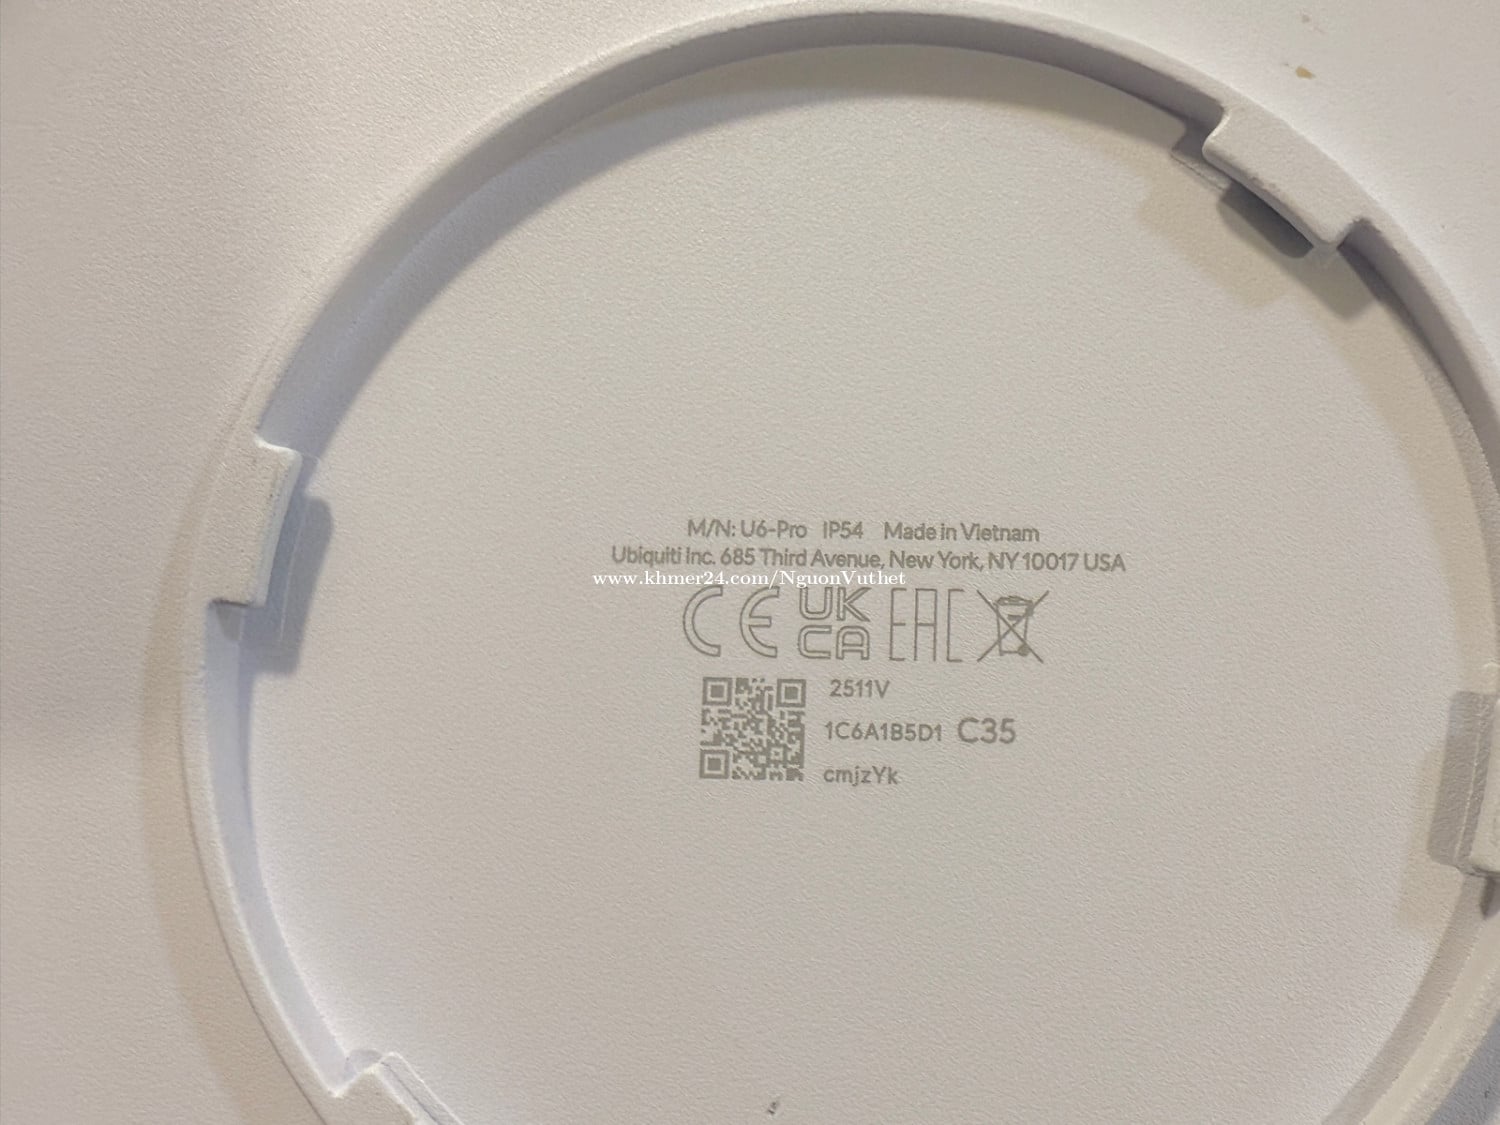 M/N: U6-Pro IP54 Made in Vietnam
Ubiquiti Inc. 685 Third Avenue, New York, NY 10017 USA
www.khmer24.com/NguonVuthet
CE UK CA EAC
2511V
1C6A1B5D1 C35
cmjzYk